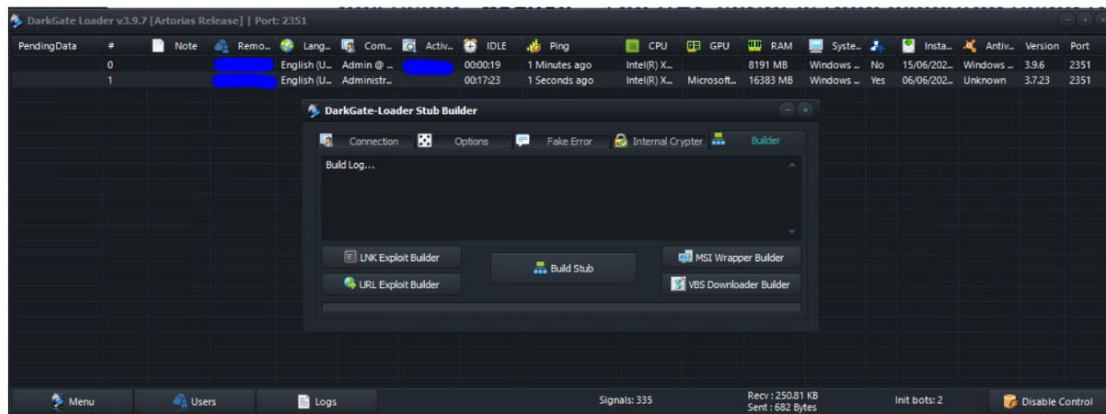 DarkGate Loader v3.9.7 [Artorias Release] | Port: 2351
PendingData # Note Remo... Lang... Com... Activ... IDLE Ping CPU GPU RAM Syste... Insta... Antiv... Version Port
0 English (U... Admin @ ... 00:00:19 1 Minutes ago Intel(R) X... 8191 MB Windows ... No 15/06/202... Windows ... 3.9.6 2351
1 English (U... Administr... 00:17:23 1 Seconds ago Intel(R) X... Microsoft... 16383 MB Windows ... Yes 06/06/202... Unknown 3.7.23 2351
DarkGate-Loader Stub Builder
Connection Options Fake Error Internal Crypter Builder
Build Log...
LNK Exploit Builder Build Stub MSI Wrapper Builder
URL Exploit Builder VBS Downloader Builder
Menu Users Logs Signals: 335 Recv : 250.81 KB Init bots: 2 Disable Control
Sent : 682 Bytes